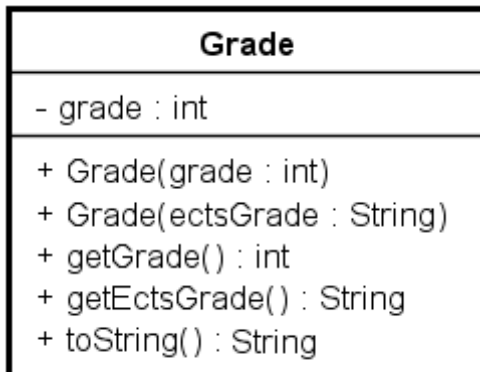 Grade
- grade : int
+ Grade(grade : int)
+ Grade(ectsGrade : String)
+ getGrade() : int
+ getEctsGrade() : String
+ toString() : String